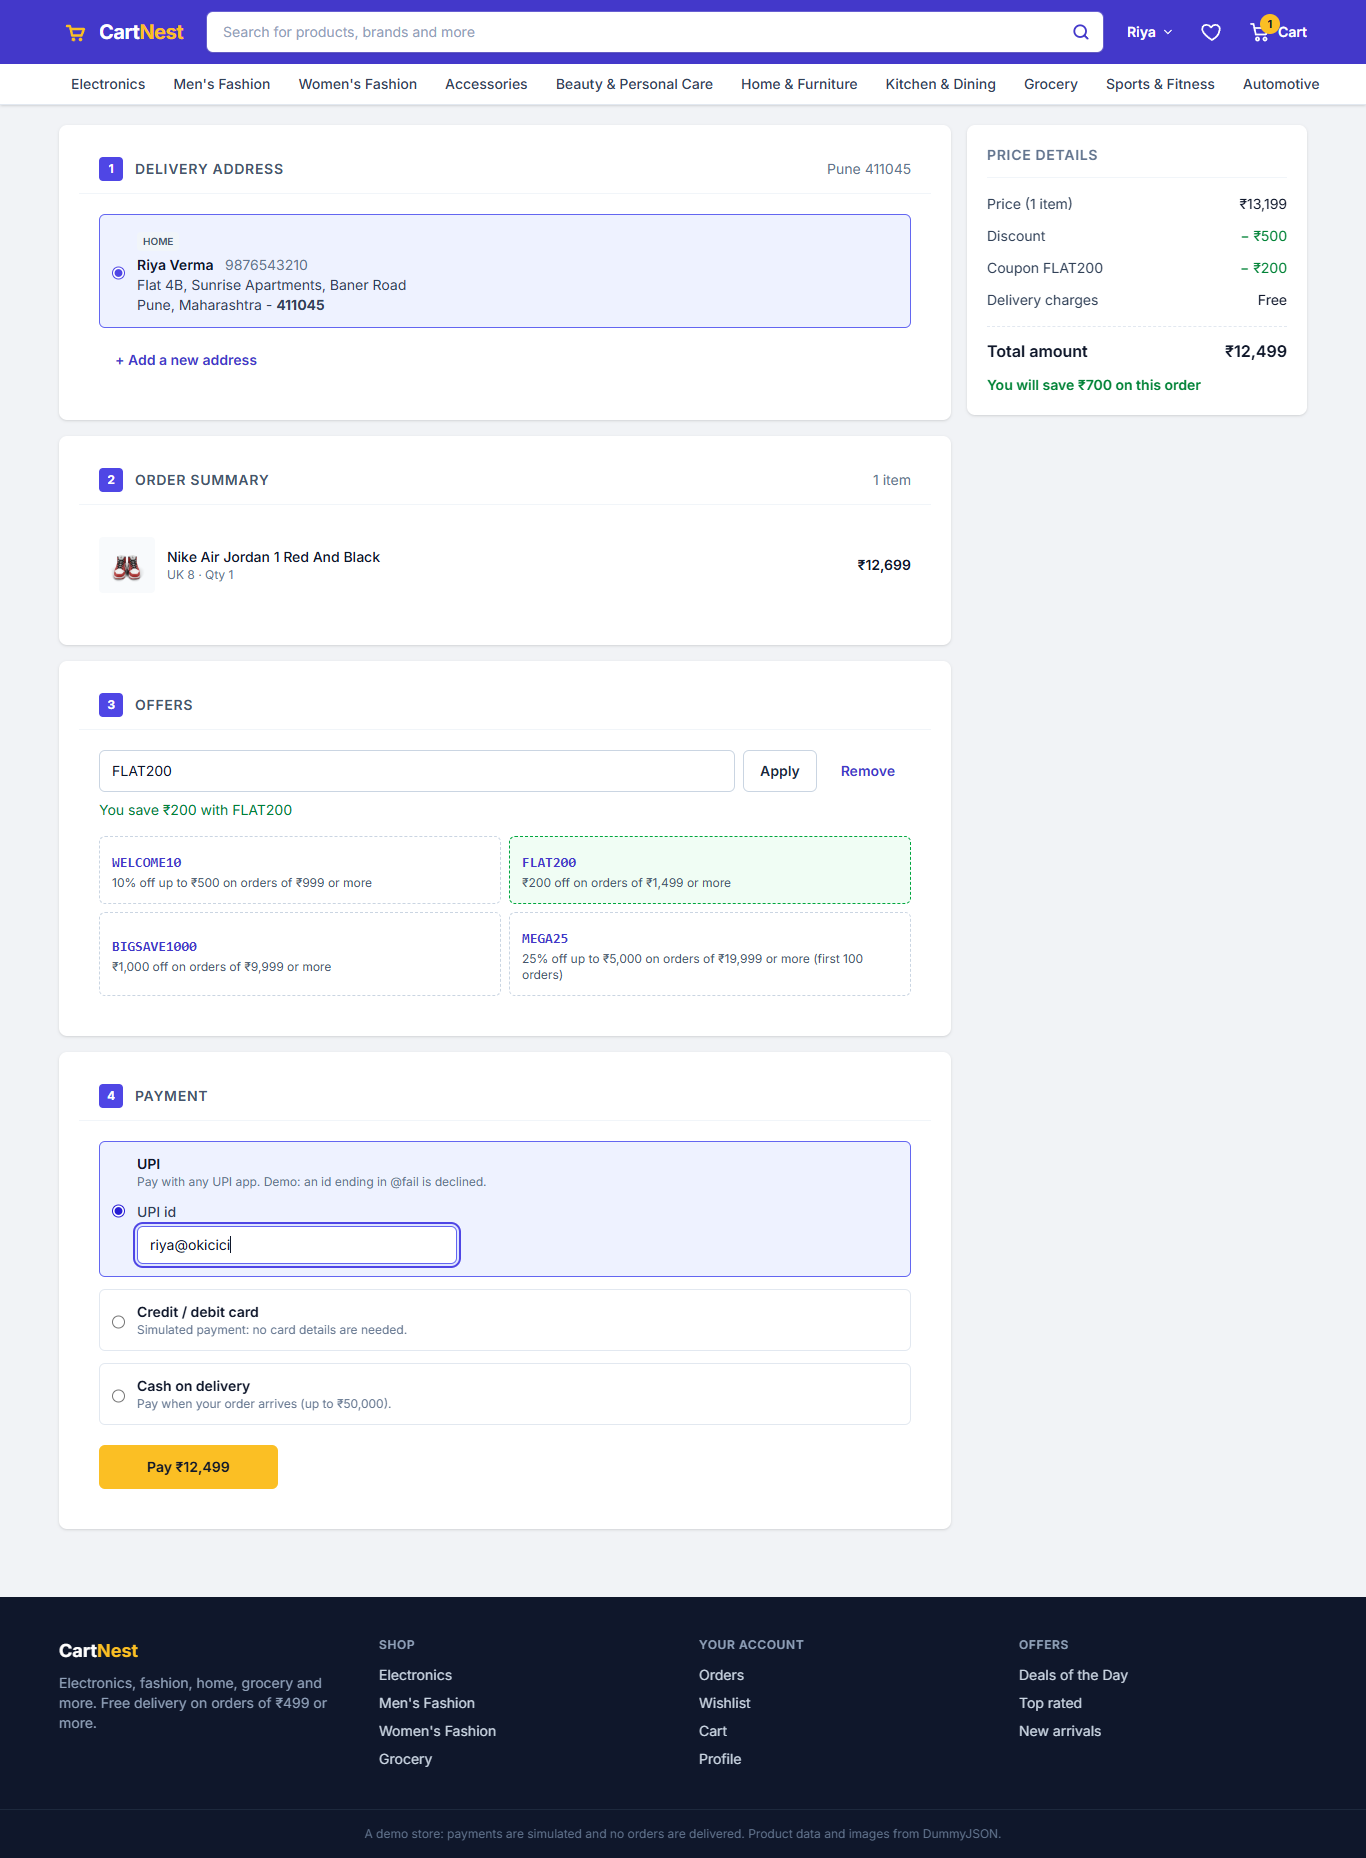 CartNest
Search for products, brands and more
Riya
1
Cart
Electronics
Men's Fashion
Women's Fashion
Accessories
Beauty & Personal Care
Home & Furniture
Kitchen & Dining
Grocery
Sports & Fitness
Automotive
1 DELIVERY ADDRESS
Pune 411045
HOME
Riya Verma 9876543210
Flat 4B, Sunrise Apartments, Baner Road
Pune, Maharashtra - 411045
+ Add a new address
PRICE DETAILS
Price (1 item) ₹13,199
Discount − ₹500
Coupon FLAT200 − ₹200
Delivery charges Free
Total amount ₹12,499
You will save ₹700 on this order
2 ORDER SUMMARY
1 item
Nike Air Jordan 1 Red And Black
UK 8 · Qty 1
₹12,699
3 OFFERS
FLAT200
Apply
Remove
You save ₹200 with FLAT200
WELCOME10
10% off up to ₹500 on orders of ₹999 or more
FLAT200
₹200 off on orders of ₹1,499 or more
BIGSAVE1000
₹1,000 off on orders of ₹9,999 or more
MEGA25
25% off up to ₹5,000 on orders of ₹19,999 or more (first 100
orders)
4 PAYMENT
UPI
Pay with any UPI app. Demo: an id ending in @fail is declined.
UPI id
riya@okicici
Credit / debit card
Simulated payment: no card details are needed.
Cash on delivery
Pay when your order arrives (up to ₹50,000).
Pay ₹12,499
CartNest
Electronics, fashion, home, grocery and
more. Free delivery on orders of ₹499 or
more.
SHOP
Electronics
Men's Fashion
Women's Fashion
Grocery
YOUR ACCOUNT
Orders
Wishlist
Cart
Profile
OFFERS
Deals of the Day
Top rated
New arrivals
A demo store: payments are simulated and no orders are delivered. Product data and images from DummyJSON.